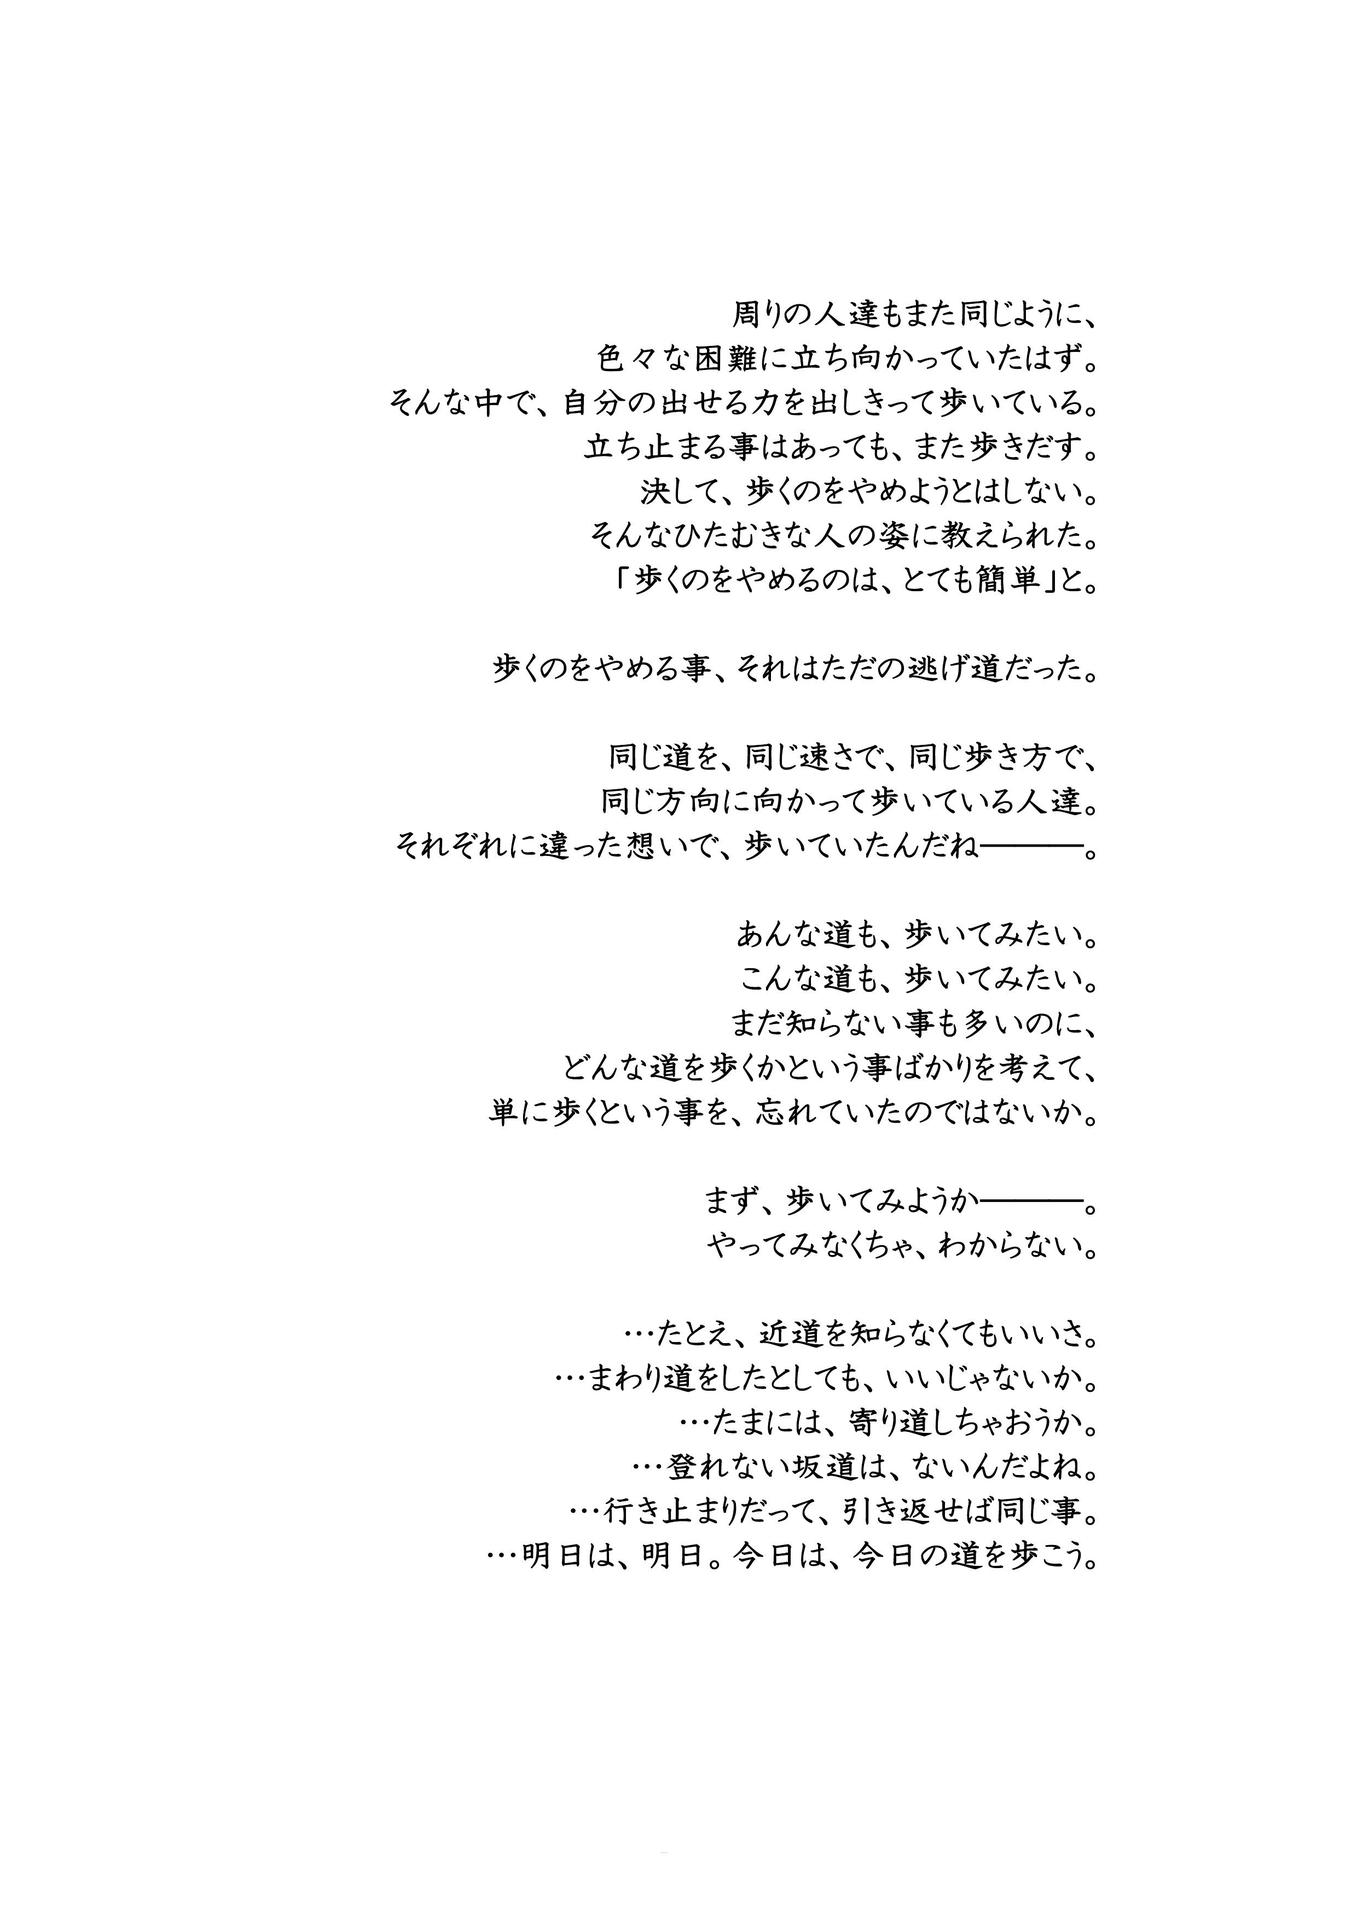 周りの人達もまた同じように、
色々な困難に立ち向かっていたはず。
そんな中で、自分の出せる力を出しきって歩いている。
立ち止まる事はあっても、また歩きだす。
決して、歩くのをやめようとはしない。
そんなひたむきな人の姿に教えられた。
「歩くのをやめるのは、とても簡単」と。
歩くのをやめる事、それはただの逃げ道だった。
同じ道を、同じ速さで、同じ歩き方で、
同じ方向に向かって歩いている人達。
それぞれに違った想いで、歩いていたんだね―――。
あんな道も、歩いてみたい。
こんな道も、歩いてみたい。
まだ知らない事も多いのに、
どんな道を歩くかという事ばかりを考えて、
単に歩くという事を、忘れていたのではないか。
まず、歩いてみようか―――。
やってみなくちゃ、わからない。
…たとえ、近道を知らなくてもいいさ。
…まわり道をしたとしても、いいじゃないか。
…たまには、寄り道しちゃおうか。
…登れない坂道は、ないんだよね。
…行き止まりだって、引き返せば同じ事。
…明日は、明日。今日は、今日の道を歩こう。